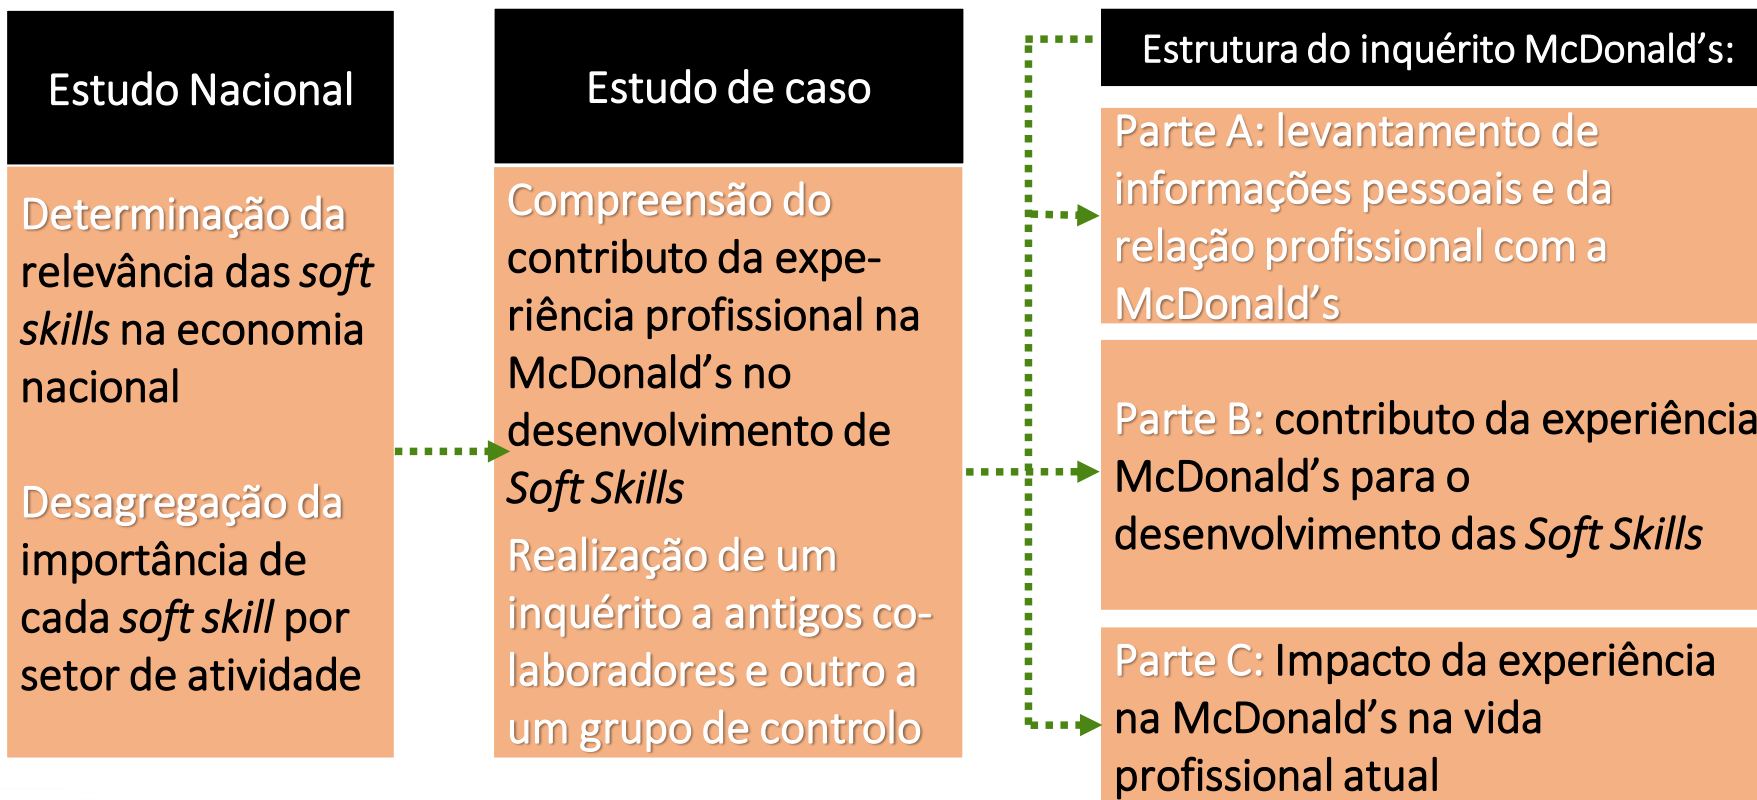 Estudo Nacional
Determinação da
relevância das soft
skills na economia
nacional
Desagregação da
importância de
cada soft skill por
setor de atividade
Estudo de caso
Compreensão do
contributo da expe-
riência profissional na
McDonald’s no
desenvolvimento de
Soft Skills
Realização de um
inquérito a antigos co-
laboradores e outro a
um grupo de controlo
Estrutura do inquérito McDonald’s:
Parte A: levantamento de
informações pessoais e da
relação profissional com a
McDonald’s
Parte B: contributo da experiência
McDonald’s para o
desenvolvimento das Soft Skills
Parte C: Impacto da experiência
na McDonald’s na vida
profissional atual